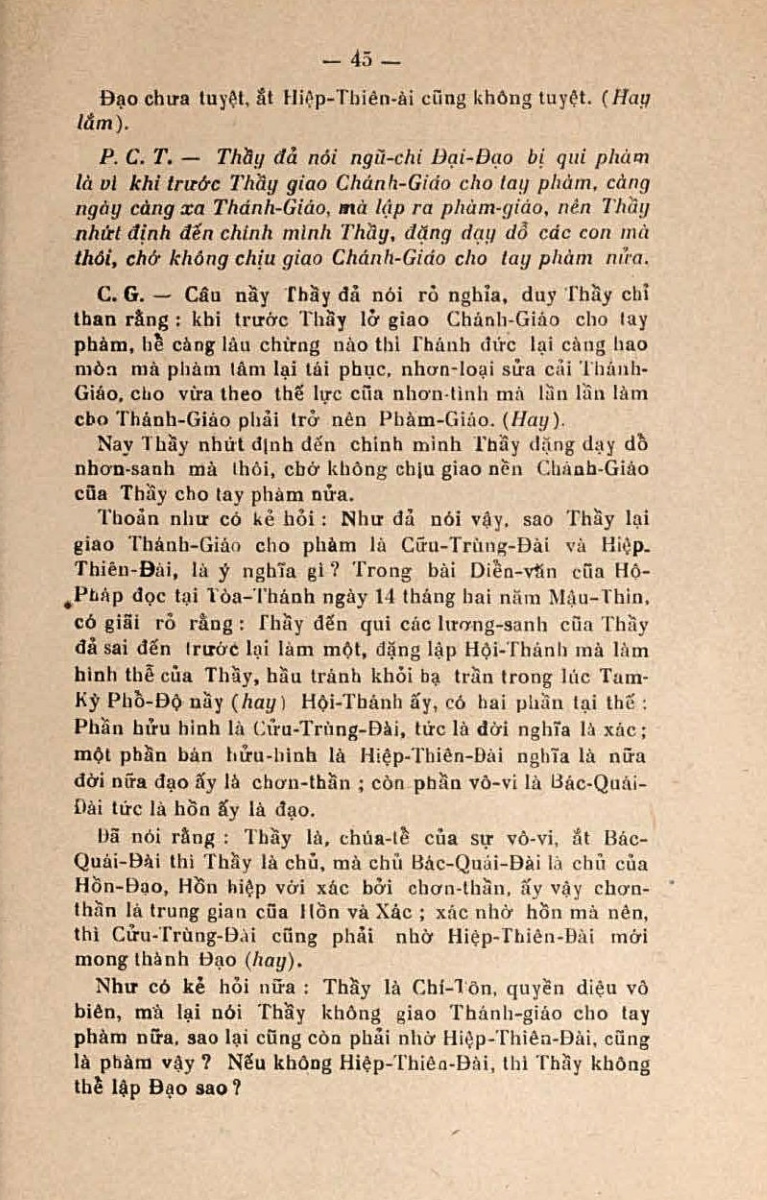 — 45 —
Đạo chưa tuyệt, ắt Hiệp-Thiên-ài cũng không tuyệt. (Hay
lắm).
P. C. T. — Thầy đả nói ngũ-chi Đại-Đạo bị qui phàm
là vì khi trước Thầy giao Chánh-Giáo cho tay phàm, càng
ngày càng xa Thánh-Giáo, mà lập ra phàm-giáo, nên Thầy
nhứt định đến chính mình Thầy, đặng dạy dỗ các con mà
thôi, chớ không chịu giao Chánh-Giáo cho tay phàm nửa.
C. G. — Câu nầy Thầy đả nói rỏ nghỉa, duy Thầy chỉ
than rằng : khi trước Thầy lở giao Chánh-Giáo cho tay
phàm, hề càng lâu chừng nào thì Thánh đức lại càng hao
mòn mà phàm tâm lại tái phục, nhơn-loại sửa cải Thánh-
Giáo, cho vừa theo thế lực của nhơn-tình mà lần lần làm
cho Thánh-Giáo phải trở nên Phàm-Giáo. (Hay).
Nay Thầy nhứt định đến chính mình Thầy đặng dạy dỗ
nhơn-sanh mà thôi, chớ không chịu giao nền Chánh-Giáo
của Thầy cho tay phàm nửa.
Thoản như có kẻ hỏi : Như đả nói vậy, sao Thầy lại
giao Thánh-Giáo cho phàm là Cữu-Trùng-Đài và Hiệp-
Thiên-Đài, là ý nghĩa gì ? Trong bài Diễn-văn của Hộ-
Pháp đọc tại Tòa-Thánh ngày 14 tháng hai năm Mậu-Thìn,
có giãi rỏ rằng : Thầy đến qui các lương-sanh của Thầy
đả sai đến trước lại làm một, đặng lập Hội-Thánh mà làm
hình thễ của Thầy, hầu tránh khỏi hạ trần trong lúc Tam-
Kỳ Phổ-Độ nầy (hay) Hội-Thánh ấy, có hai phần tại thế :
Phần hửu hình là Cửu-Trùng-Đài, tức là đời nghĩa là xác ;
một phần bán hửu-hình là Hiệp-Thiên-Đài nghĩa là nữa
đời nữa đạo ấy là chơn-thần ; còn phần vô-vi là Bác-Quái-
Đài tức là hồn ấy là đạo.
Đã nói rằng : Thầy là, chúa-tể của sự vô-vi, ắt Bác-
Quái-Đài thì Thầy là chủ, mà chủ Bác-Quái-Đài là chủ của
Hồn-Đạo, Hồn hiệp với xác bởi chơn-thần, ấy vậy chơn-
thần là trung gian của Hồn và Xác ; xác nhờ hồn mà nên,
thì Cửu-Trùng-Đài cũng phải nhờ Hiệp-Thiên-Đài mới
mong thành Đạo (hay).
Như có kẻ hỏi nữa : Thầy là Chí-Tôn, quyền diệu vô
biên, mà lại nói Thầy không giao Thánh-giáo cho tay
phàm nữa, sao lại cũng còn phải nhờ Hiệp-Thiên-Đài, cũng
là phàm vậy ? Nếu không Hiệp-Thiên-Đài, thì Thầy không
thể lập Đạo sao ?